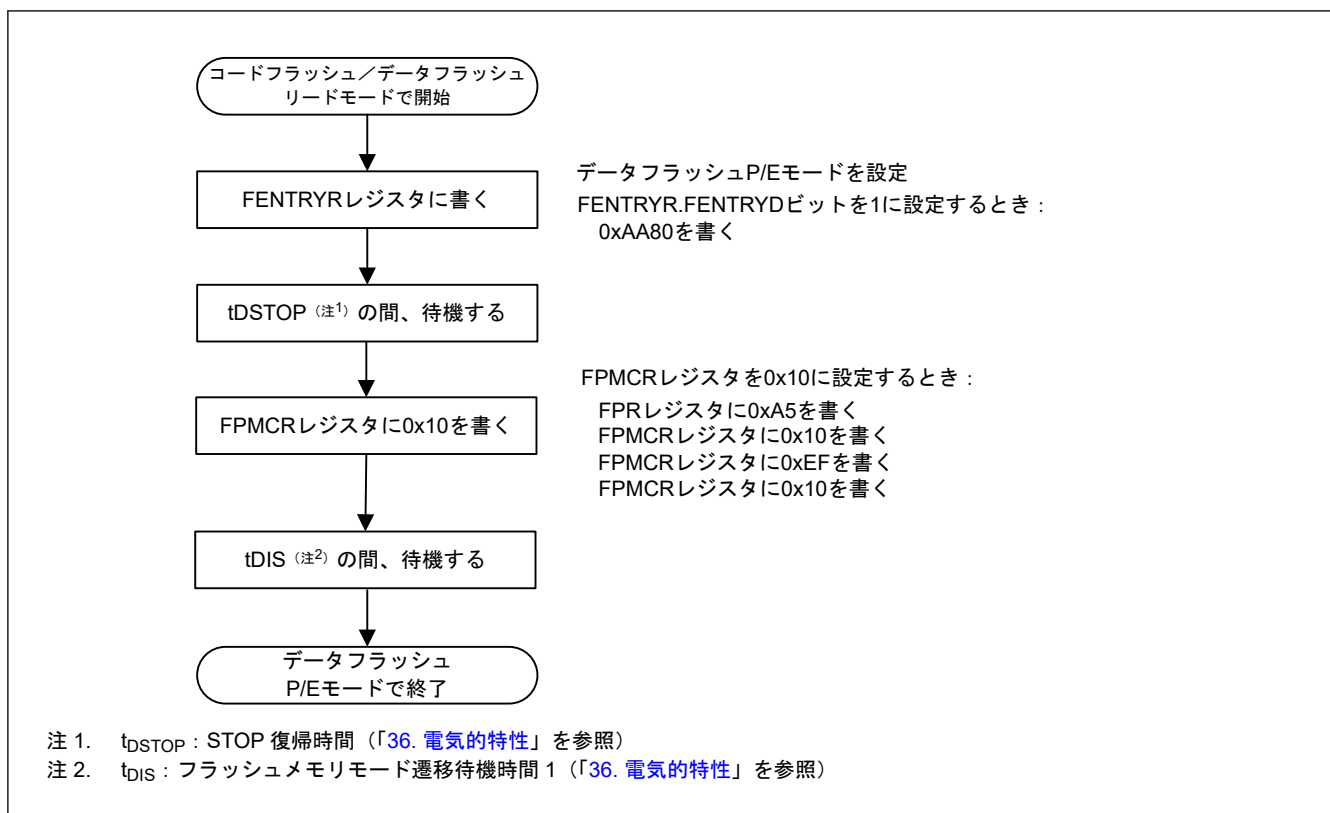 コードフラッシュ／データフラッシュ
リードモードで開始
FENTRYRレジスタに書く
データフラッシュP/Eモードを設定
FENTRYR.FENTRYDビットを1に設定するとき：
0xAA80を書く
tDSTOP（注1）の間、待機する
FPMCRレジスタに0x10を書く
FPMCRレジスタを0x10に設定するとき：
FPRレジスタに0xA5を書く
FPMCRレジスタに0x10を書く
FPMCRレジスタに0xEFを書く
FPMCRレジスタに0x10を書く
tDIS（注2）の間、待機する
データフラッシュ
P/Eモードで終了
注 1. tDSTOP：STOP 復帰時間（「36. 電気的特性」を参照）
注 2. tDIS：フラッシュメモリモード遷移待機時間 1（「36. 電気的特性」を参照）